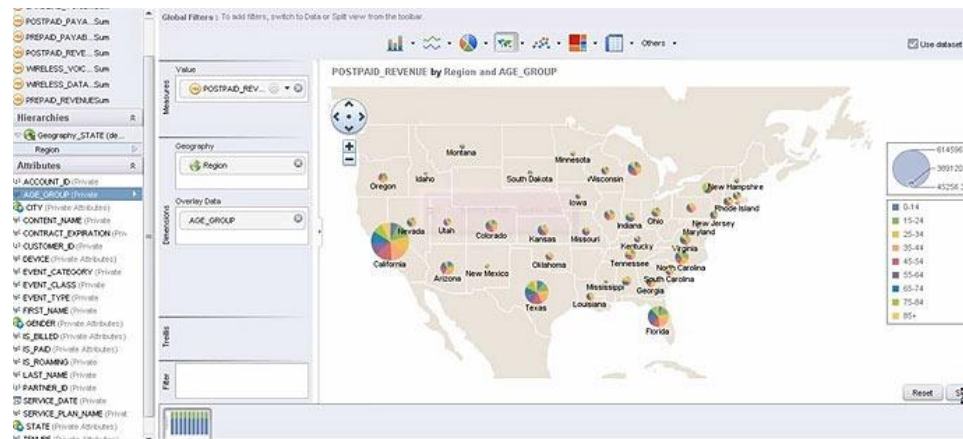 POSTPAID_PAYA...Sum
PREPAID_PAYAB...Sum
POSTPAID_REVE...Sum
WIRELESS_VOIC...Sum
WIRELESS_DATA...Sum
PREPAID_REVENUESum
Hierarchies
Geography_STATE (de...
Region
Attributes
ACCOUNT_ID (Private
AGE_GROUP (Private
CITY (Private Attributes)
CONTENT_NAME (Private
CONTRACT_EXPIRATION (Priv
CUSTOMER_ID (Private
DEVICE (Private Attributes)
EVENT_CATEGORY (Private
EVENT_CLASS (Private
EVENT_TYPE (Private
FIRST_NAME (Private
GENDER (Private Attributes)
IS_BILLED (Private Attributes)
IS_PAID (Private Attributes)
IS_ROAMING (Private
LAST_NAME (Private
PARTNER_ID (Private
SERVICE_DATE (Private
SERVICE_PLAN_NAME (Privat
STATE (Private Attributes)
Global Filters : To add filters, switch to Data or Split view from the toolbar.
Others
Use dataset
Measures
Value
POSTPAID_REV...
Dimensions
Geography
Region
Overlay Data
AGE_GROUP
Trellis
Filter
POSTPAID_REVENUE by Region and AGE_GROUP
Montana
Minnesota
Oregon
Idaho
South Dakota
Wisconsin
New Hampshire
Iowa
Rhode Island
Nevada
Utah
Colorado
Kansas
Missouri
Indiana
Ohio
New Jersey
Maryland
Kentucky
Virginia
California
Arizona
New Mexico
Oklahoma
Tennessee
North Carolina
South Carolina
Mississippi
Georgia
Texas
Louisiana
Florida
614596
45256.
0-14
15-24
25-34
35-44
45-54
55-64
65-74
75-84
85+
Reset